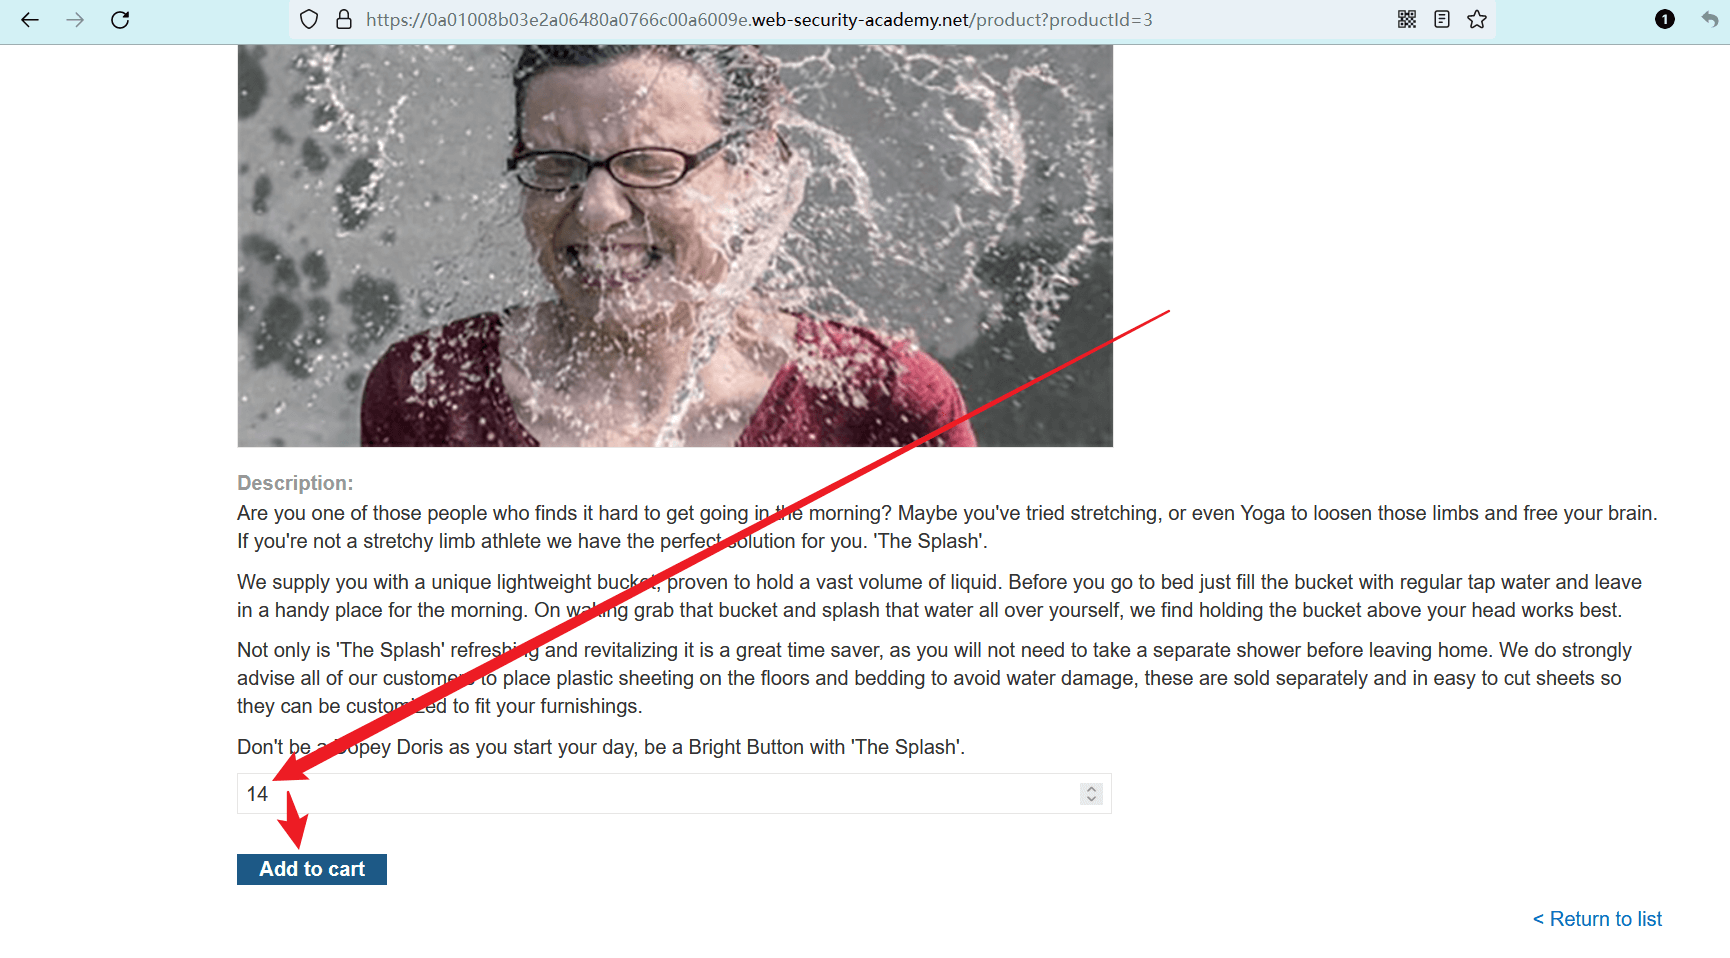 https://0a01008b03e2a06480a0766c00a6009e.web-security-academy.net/product?productId=3
1
Description:
Are you one of those people who finds it hard to get going in the morning? Maybe you've tried stretching, or even Yoga to loosen those limbs and free your brain.
If you're not a stretchy limb athlete we have the perfect solution for you. 'The Splash'.
We supply you with a unique lightweight bucket, proven to hold a vast volume of liquid. Before you go to bed just fill the bucket with regular tap water and leave
in a handy place for the morning. On waking grab that bucket and splash that water all over yourself, we find holding the bucket above your head works best.
Not only is 'The Splash' refreshing and revitalizing it is a great time saver, as you will not need to take a separate shower before leaving home. We do strongly
advise all of our customers to place plastic sheeting on the floors and bedding to avoid water damage, these are sold separately and in easy to cut sheets so
they can be customized to fit your furnishings.
Don't be a Dopey Doris as you start your day, be a Bright Button with 'The Splash'.
14
Add to cart
< Return to list